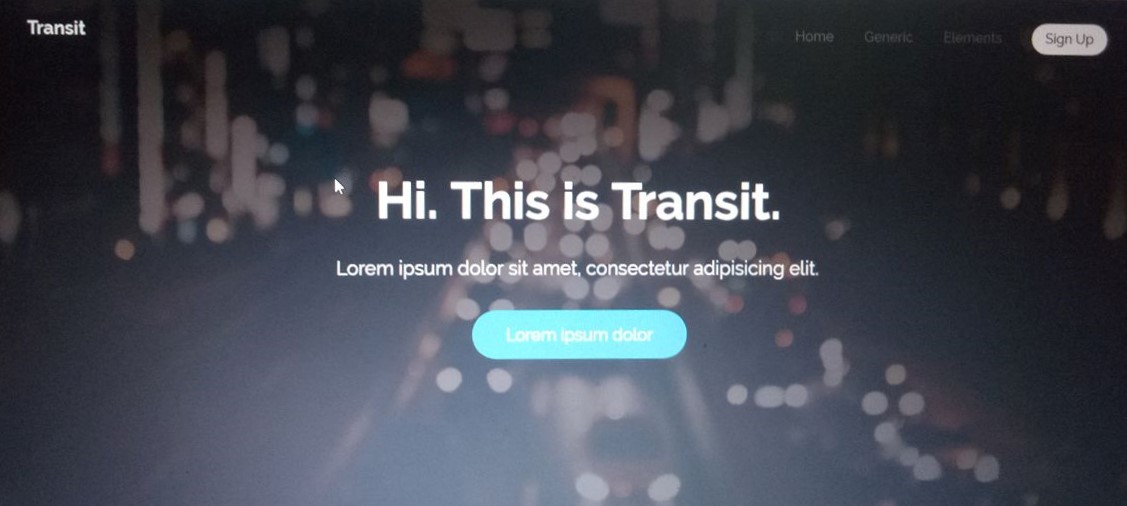 Transit
Home Generic Elements Sign Up
Hi. This is Transit.
Lorem ipsum dolor sit amet, consectetur adipisicing elit.
Lorem ipsum dolor